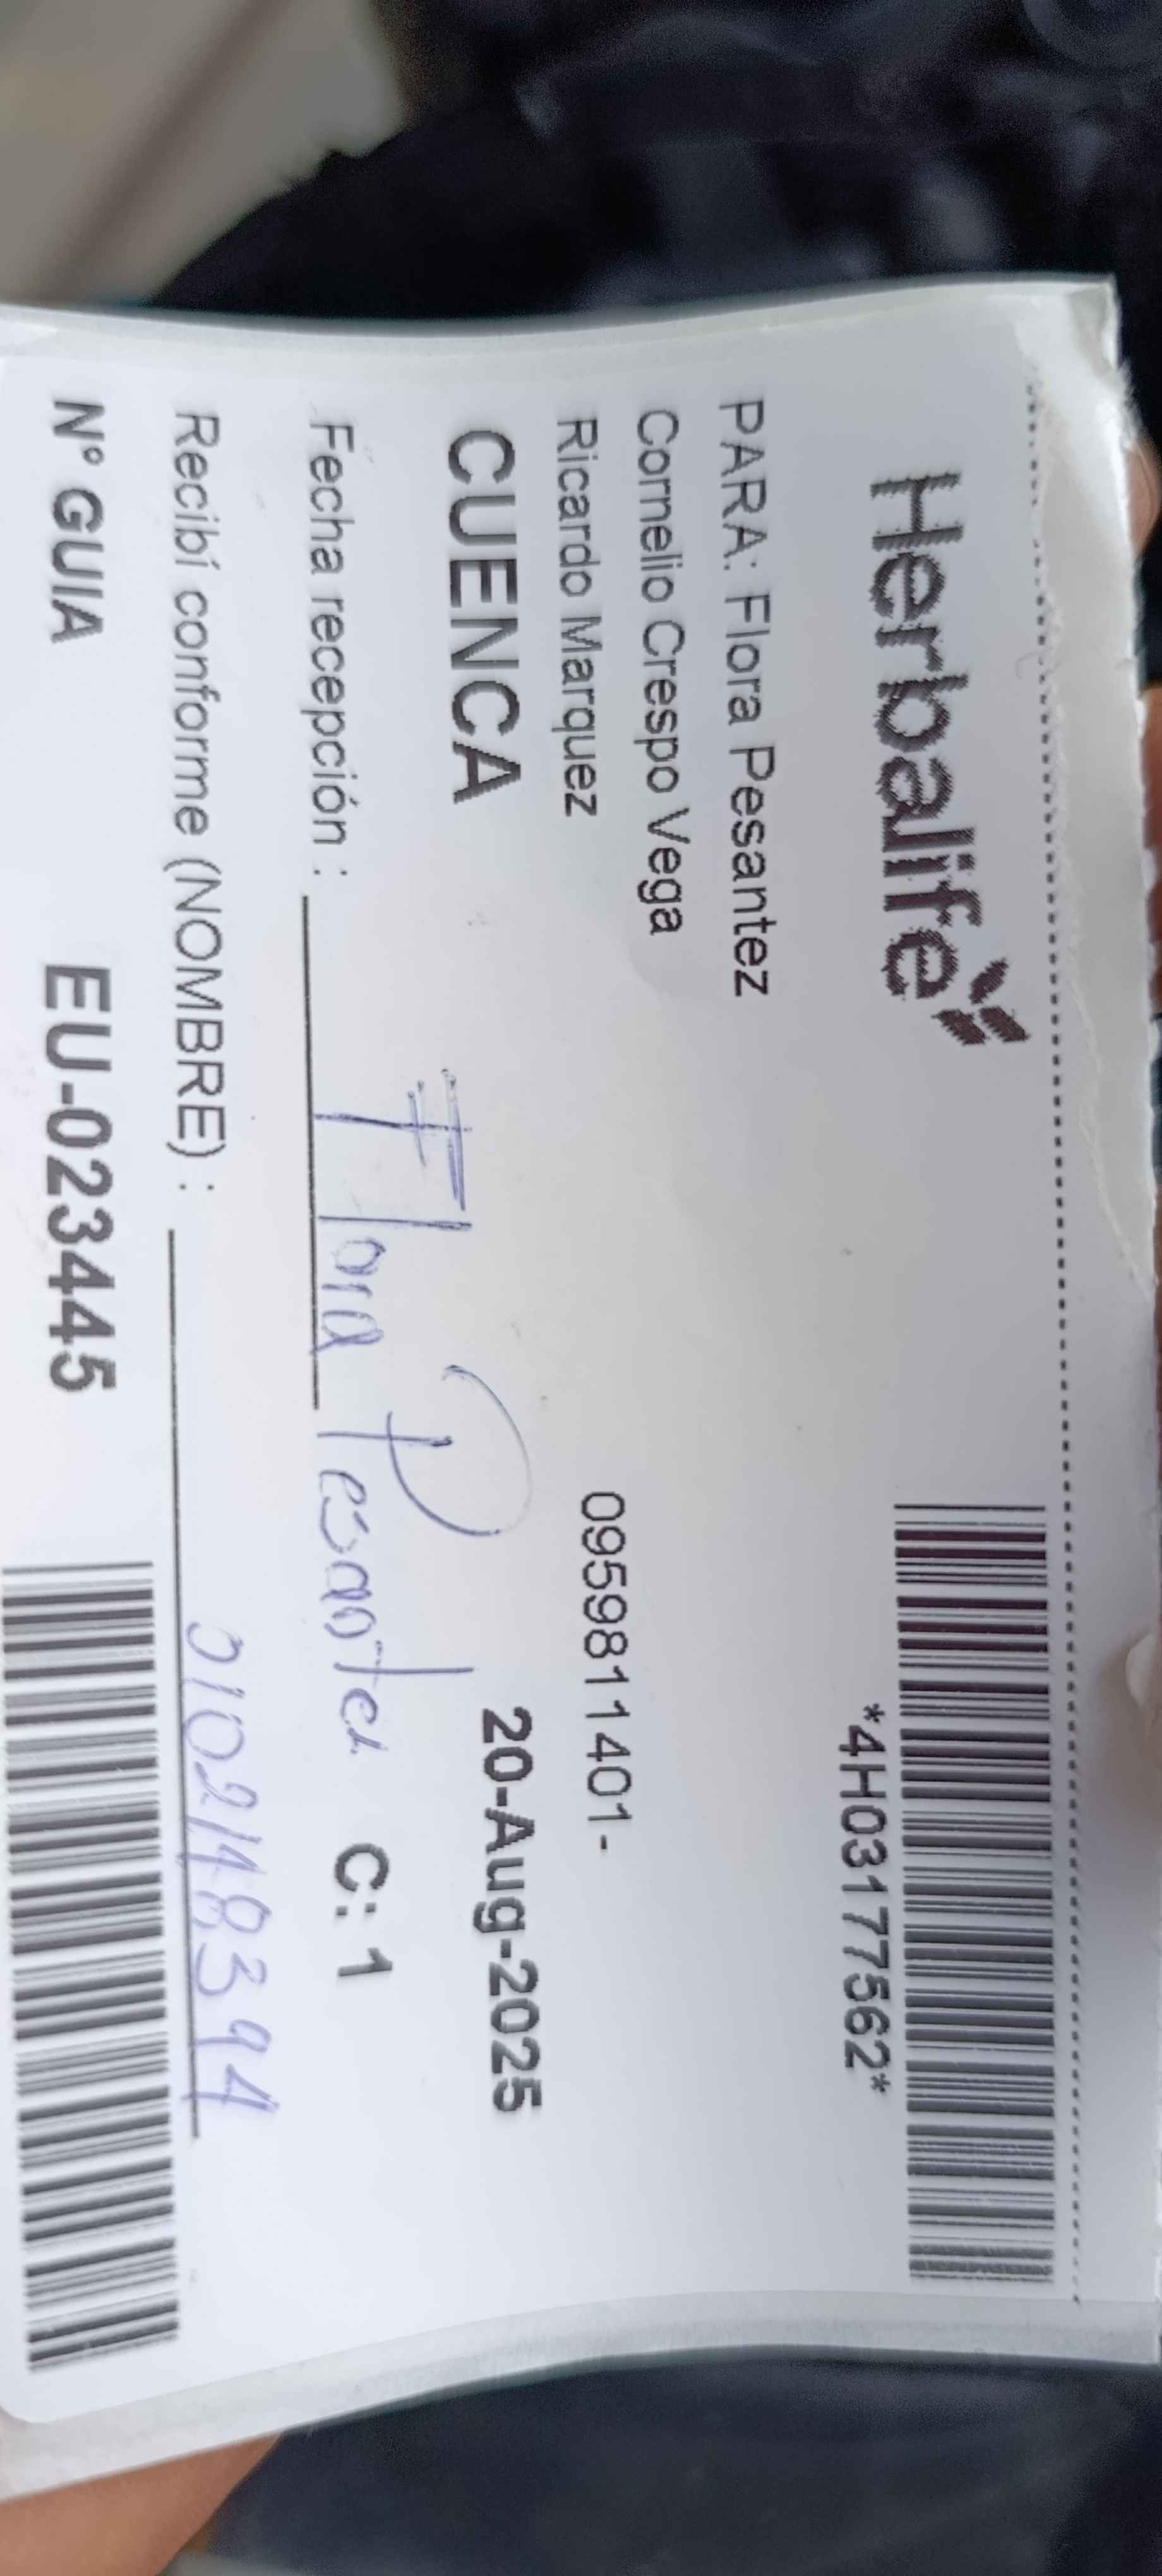 Herbalife
*4H03177562*
PARA: Flora Pesantez
Cornelio Crespo Vega
Ricardo Marquez
0959811401-
CUENCA
20-Aug-2025
Fecha recepción :
Flora Pesantez
C: 1
Recibí conforme (NOMBRE) :
0102148394
Nº GUIA
EU-023445